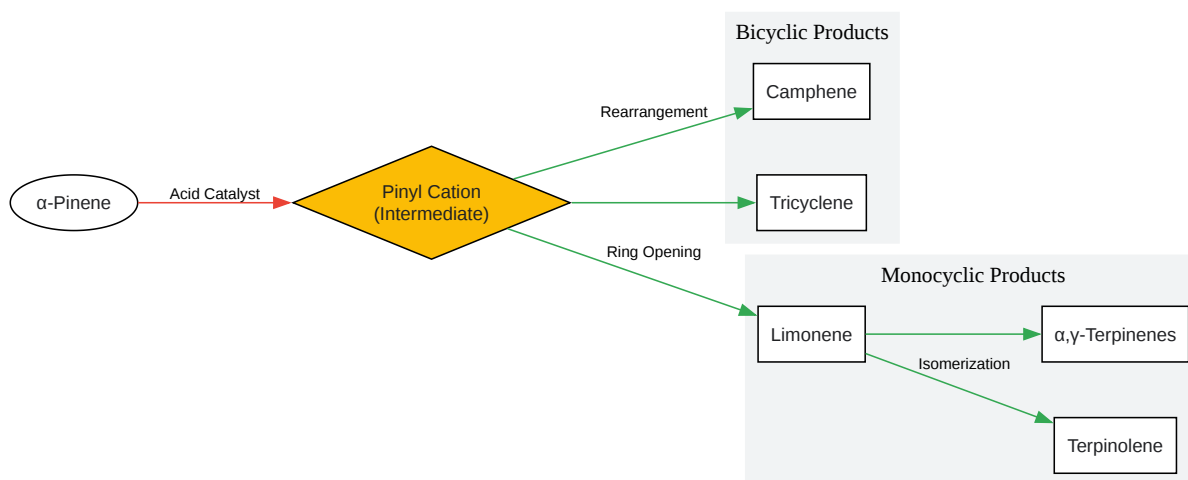 Bicyclic Products
Camphene
Rearrangement
α-Pinene
Acid Catalyst
Pinyl Cation
(Intermediate)
Tricyclene
Ring Opening
Monocyclic Products
Limonene
α,γ-Terpinenes
Isomerization
Terpinolene